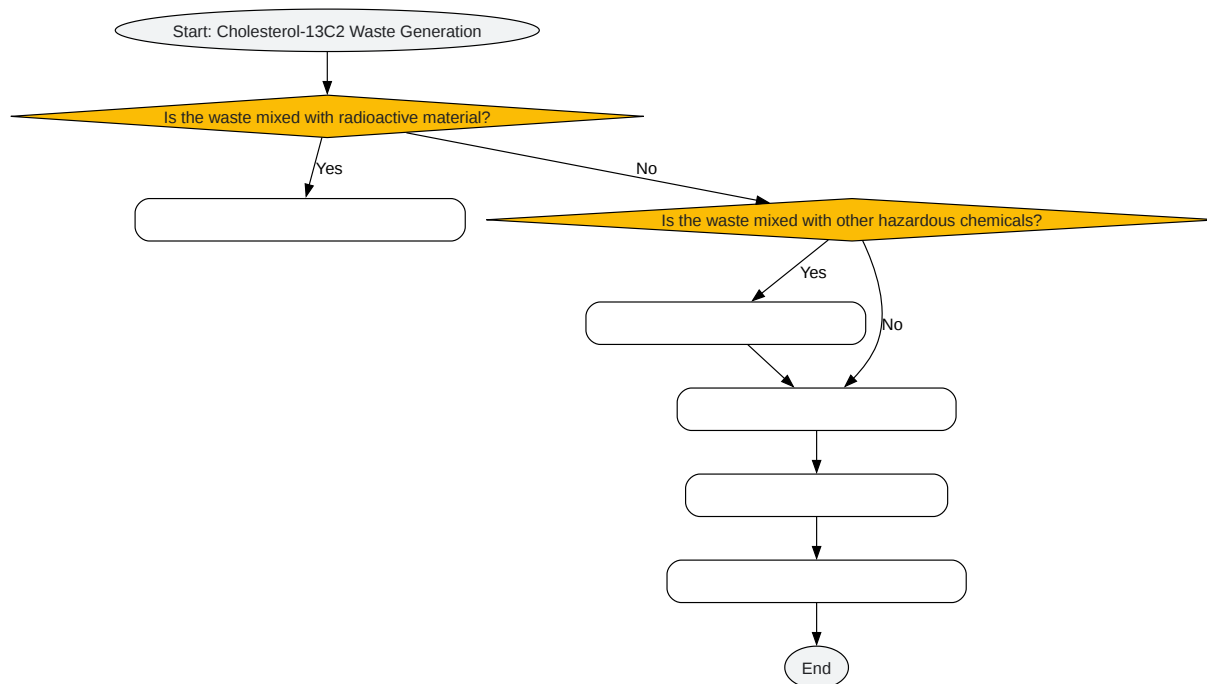 Start: Cholesterol-13C2 Waste Generation
Is the waste mixed with radioactive material?
Yes
No
Is the waste mixed with other hazardous chemicals?
Yes
No
End